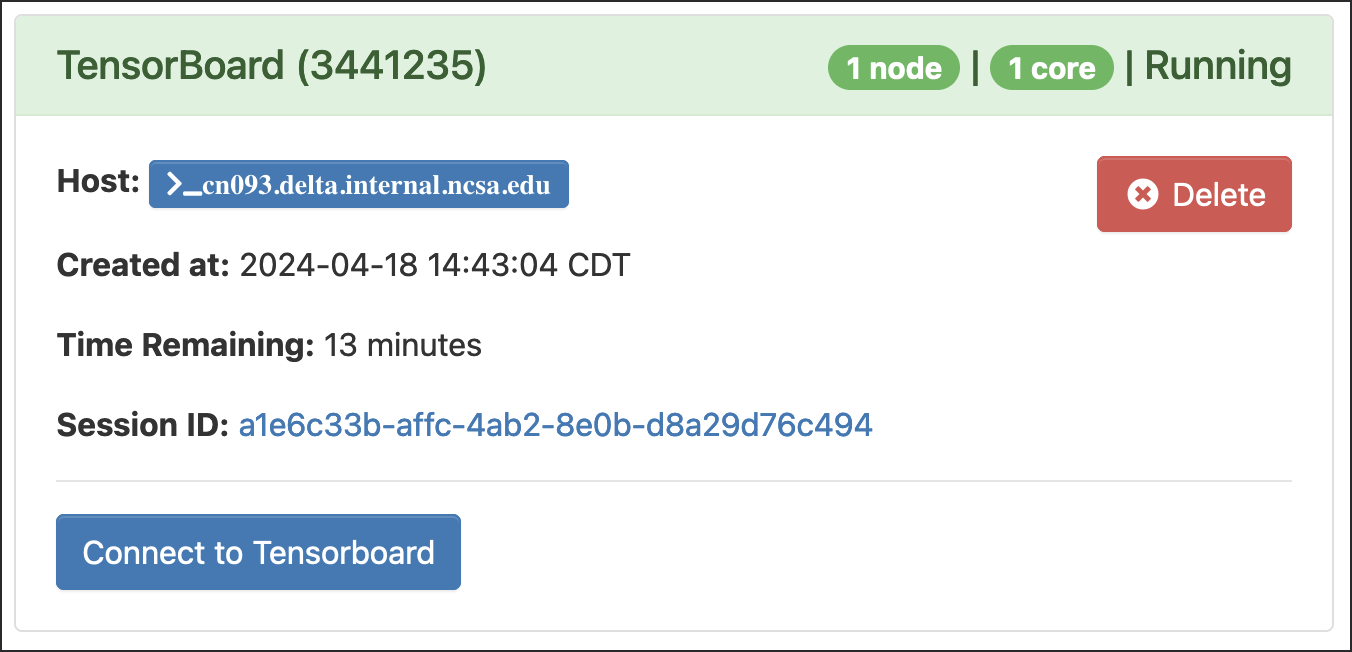 TensorBoard (3441235) 1 node | 1 core | Running
Host: >_cn093.delta.internal.ncsa.edu Delete
Created at: 2024-04-18 14:43:04 CDT
Time Remaining: 13 minutes
Session ID: a1e6c33b-affc-4ab2-8e0b-d8a29d76c494
Connect to Tensorboard